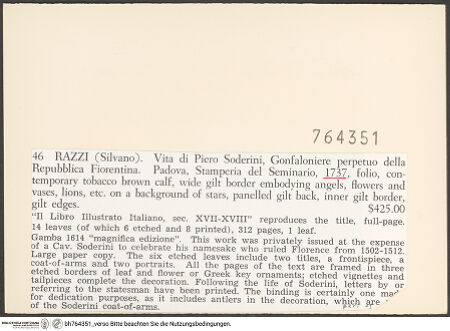 764351
46 RAZZI (Silvano). Vita di Piero Soderini, Gonfaloniere perpetuo della
Repubblica Fiorentina. Padova, Stamperia del Seminario, 1737, folio, con-
temporary tobacco brown calf, wide gilt border embodying angels, flowers and
vases, lions, etc. on a background of stars, panelled gilt back, inner gilt border,
gilt edges. $425.00
"Il Libro Illustrato Italiano, sec. XVII-XVIII" reproduces the title, full-page.
14 leaves (of which 6 etched and 8 printed), 312 pages, 1 leaf.
Gamba 1614 "magnifica edizione". This work was privately issued at the expense
of a Cav. Soderini to celebrate his namesake who ruled Florence from 1502-1512.
Large paper copy. The six etched leaves include two titles, a frontispiece, a
coat-of-arms and two portraits. All the pages of the text are framed in three
etched borders of leaf and flower or Greek key ornaments; etched vignettes and
tailpieces complete the decoration. Following the life of Soderini, letters by or
referring to the statesman have been printed. The binding is certainly one made
for dedication purposes, as it includes antlers in the decoration, which are
of the Soderini coat-of-arms.
bh764351_verso Bitte beachten Sie die Nutzungsbedingungen.